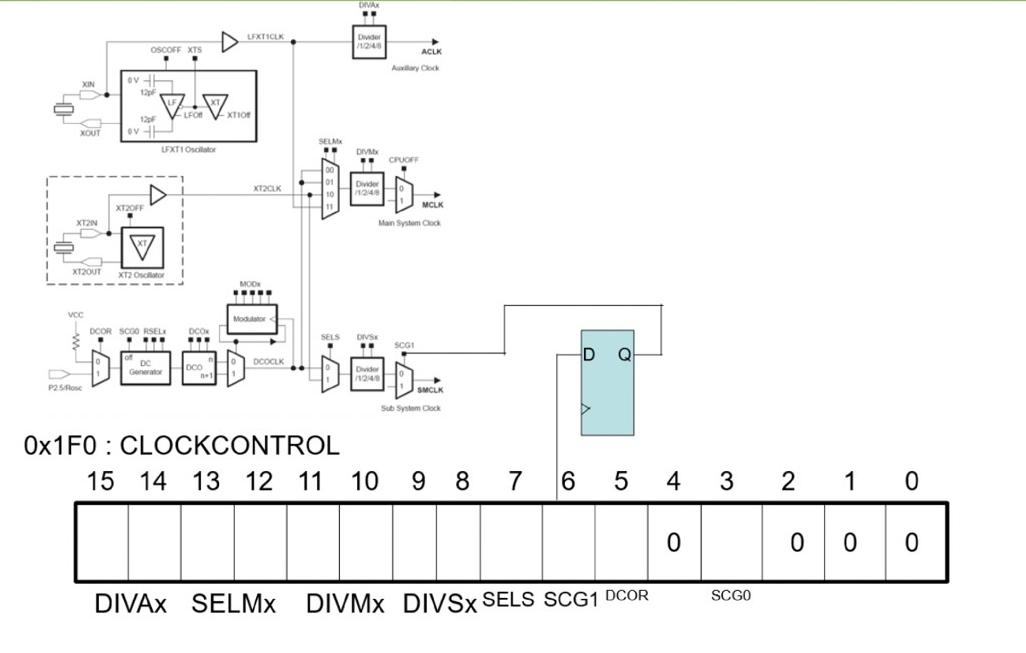 DIVAx
LFXT1CLK
Divider
/1/2/4/8
ACLK
Auxillary Clock
OSCOFF XTS
XIN
0 V
12pF
LF
XT
LFOff
XT1Off
12pF
0 V
XOUT
LFXT1 Oscillator
SELMx
DIVMx
CPUOFF
00
01
10
11
Divider
/1/2/4/8
0
1
MCLK
Main System Clock
XT2CLK
XT2OFF
XT2IN
XT
XT2OUT
XT2 Oscillator
MODx
Modulator
VCC
DCOR SCG0 RSELx DCOx
0
1
off
DC
Generator
DCO
n
n+1
0
1
DCOCLK
P2.5/Rosc
SELS
DIVSx
SCG1
0
1
Divider
/1/2/4/8
0
1
SMCLK
Sub System Clock
D Q
0x1F0 : CLOCKCONTROL
15 14 13 12 11 10 9 8 7 6 5 4 3 2 1 0
0 0 0 0
DIVAx SELMx DIVMx DIVSx SELS SCG1 DCOR SCG0